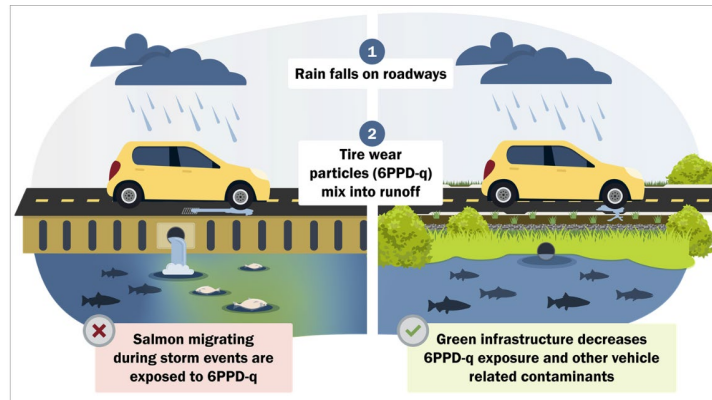 1
Rain falls on roadways
2
Tire wear
particles (6PPD-q)
mix into runoff
Salmon migrating
during storm events are
exposed to 6PPD-q
Green infrastructure decreases
6PPD-q exposure and other vehicle
related contaminants